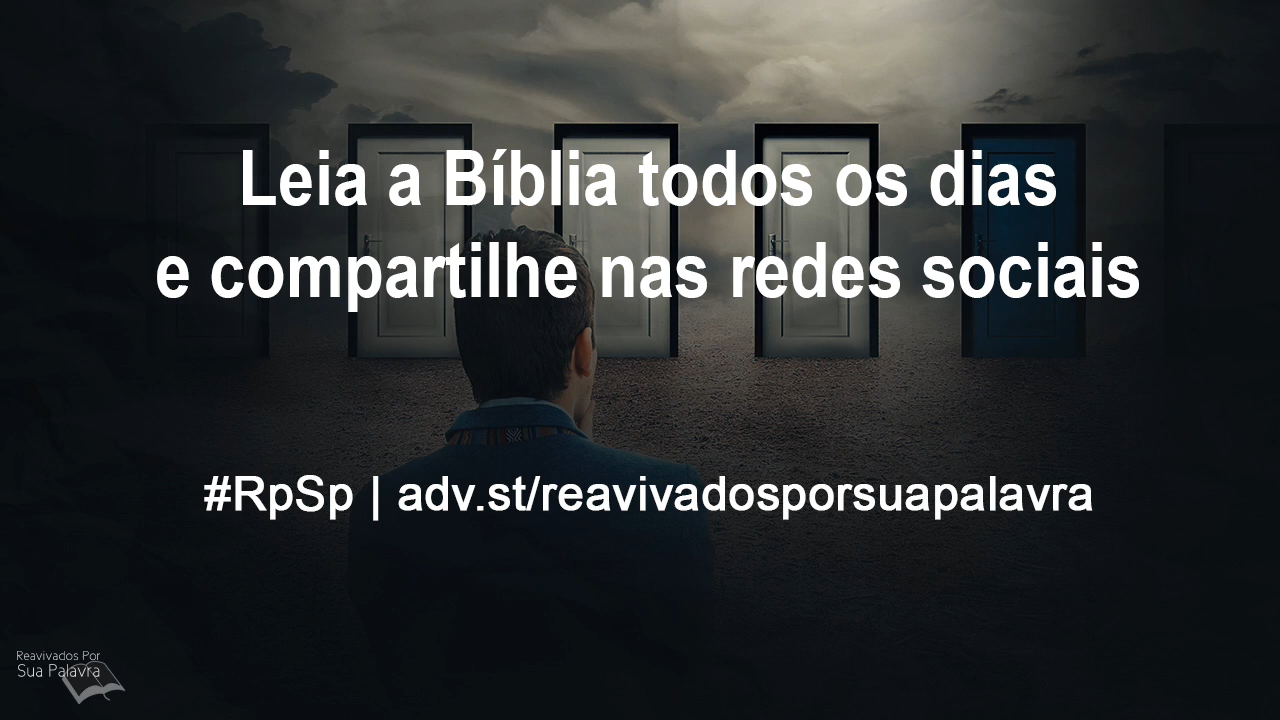 Leia a Bíblia todos os dias
e compartilhe nas redes sociais
#RpSp | adv.st/reavivadosporsuapalavra
Reavivados Por
Sua Palavra